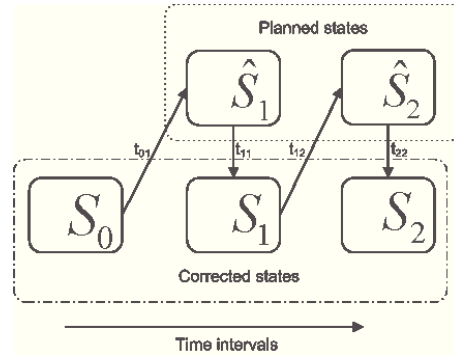 Planned states
Ŝ₁ Ŝ₂
t₀₁ t₁₁ t₁₂ t₂₂
S₀ S₁ S₂
Corrected states
Time intervals